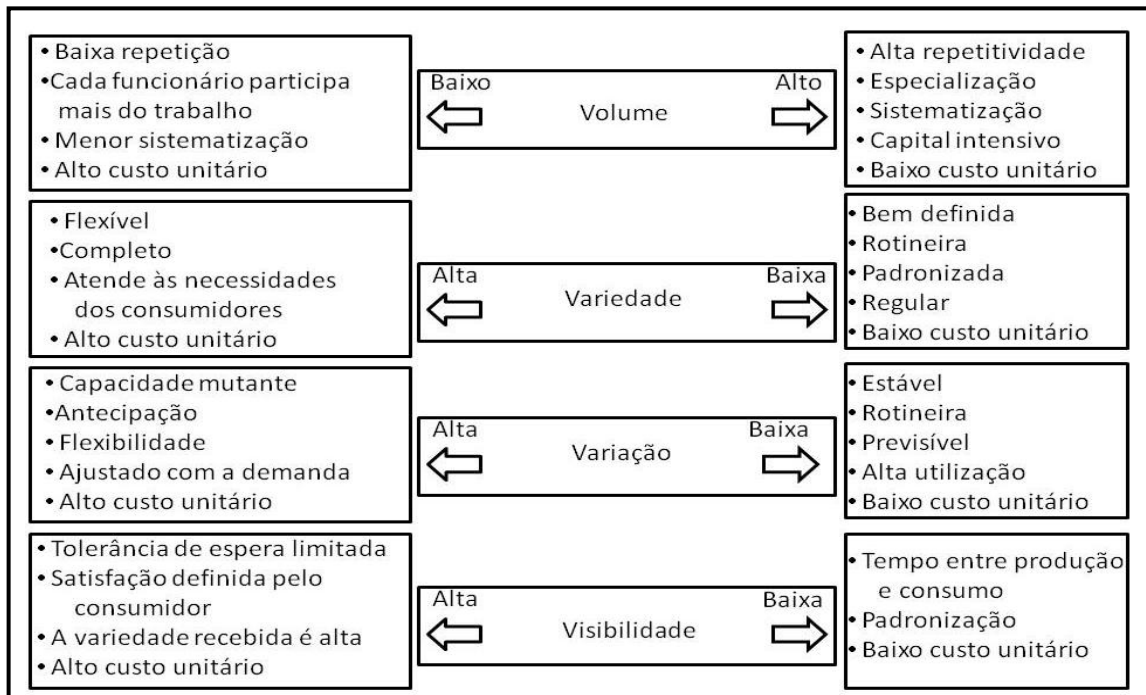 • Baixa repetição
•Cada funcionário participa
mais do trabalho
• Menor sistematização
• Alto custo unitário
Baixo
Alto
Volume
• Alta repetitividade
• Especialização
• Sistematização
• Capital intensivo
• Baixo custo unitário
• Flexível
•Completo
• Atende às necessidades
dos consumidores
• Alto custo unitário
Alta
Baixa
Variedade
• Bem definida
• Rotineira
• Padronizada
• Regular
• Baixo custo unitário
• Capacidade mutante
•Antecipação
• Flexibilidade
• Ajustado com a demanda
• Alto custo unitário
Alta
Baixa
Variação
• Estável
• Rotineira
• Previsível
• Alta utilização
• Baixo custo unitário
• Tolerância de espera limitada
• Satisfação definida pelo
consumidor
• A variedade recebida é alta
• Alto custo unitário
Alta
Baixa
Visibilidade
• Tempo entre produção
e consumo
• Padronização
• Baixo custo unitário